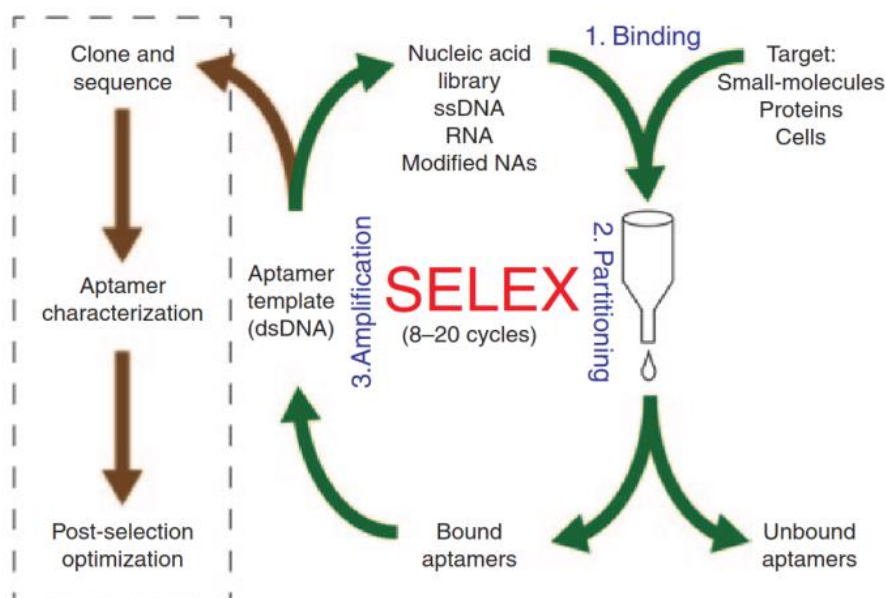 Clone and
sequence
Aptamer
characterization
Post-selection
optimization
Nucleic acid
library
ssDNA
RNA
Modified NAs
1. Binding
Target:
Small-molecules
Proteins
Cells
2. Partitioning
SELEX
(8–20 cycles)
3.Amplification
Aptamer
template
(dsDNA)
Bound
aptamers
Unbound
aptamers